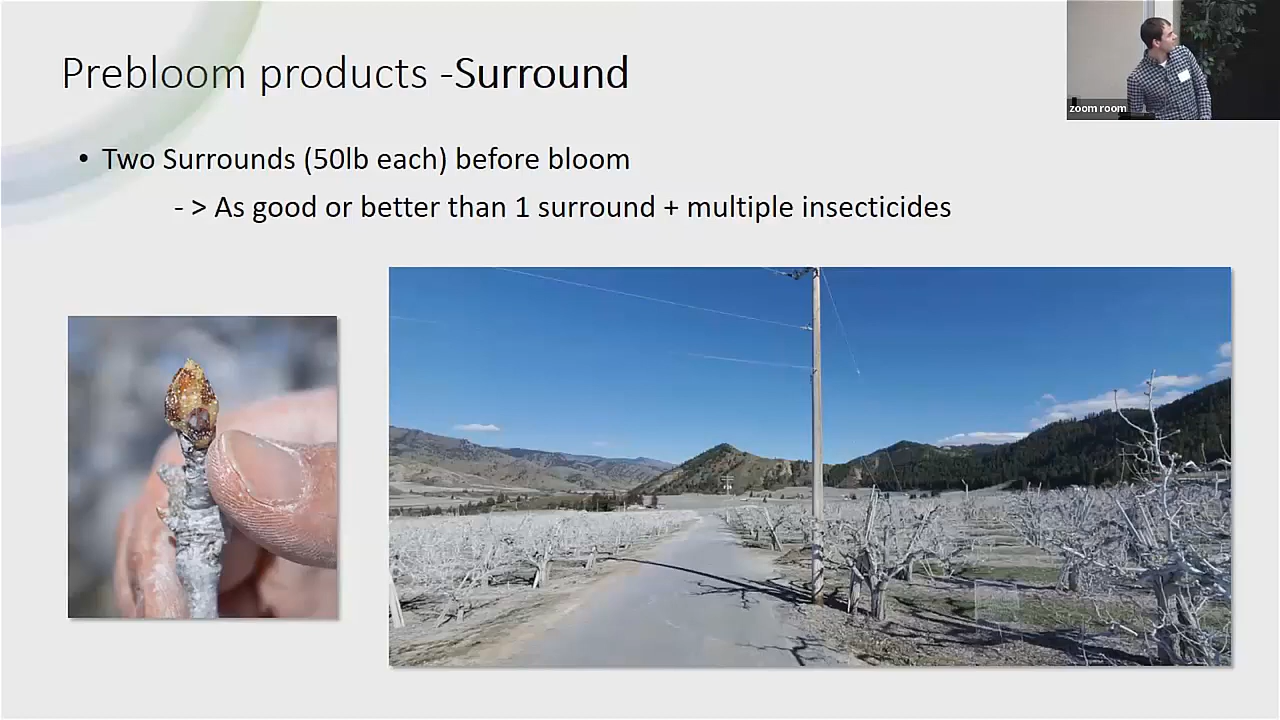 Prebloom products -Surround
zoom room
• Two Surrounds (50lb each) before bloom
- > As good or better than 1 surround + multiple insecticides